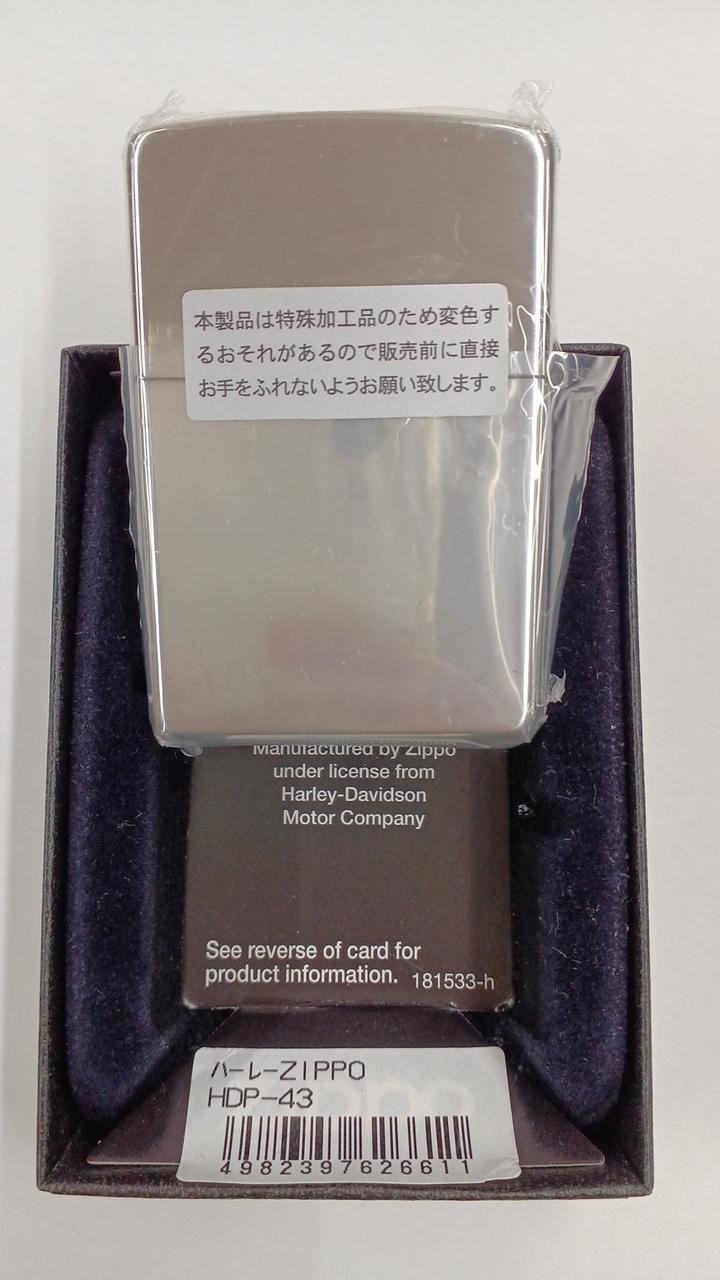 本製品は特殊加工品のため変色す
るおそれがあるので販売前に直接
お手をふれないようお願い致します。
Manufactured by Zippo
under license from
Harley-Davidson
Motor Company
See reverse of card for
product information.
181533-h
ﾊｰﾚｰZIPPO
HDP-43
4982397626611